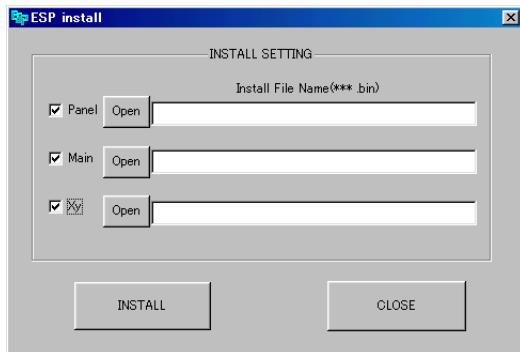 ESP install
INSTALL SETTING
Install File Name(*** .bin)
Panel Open
Main Open
Xy Open
INSTALL CLOSE